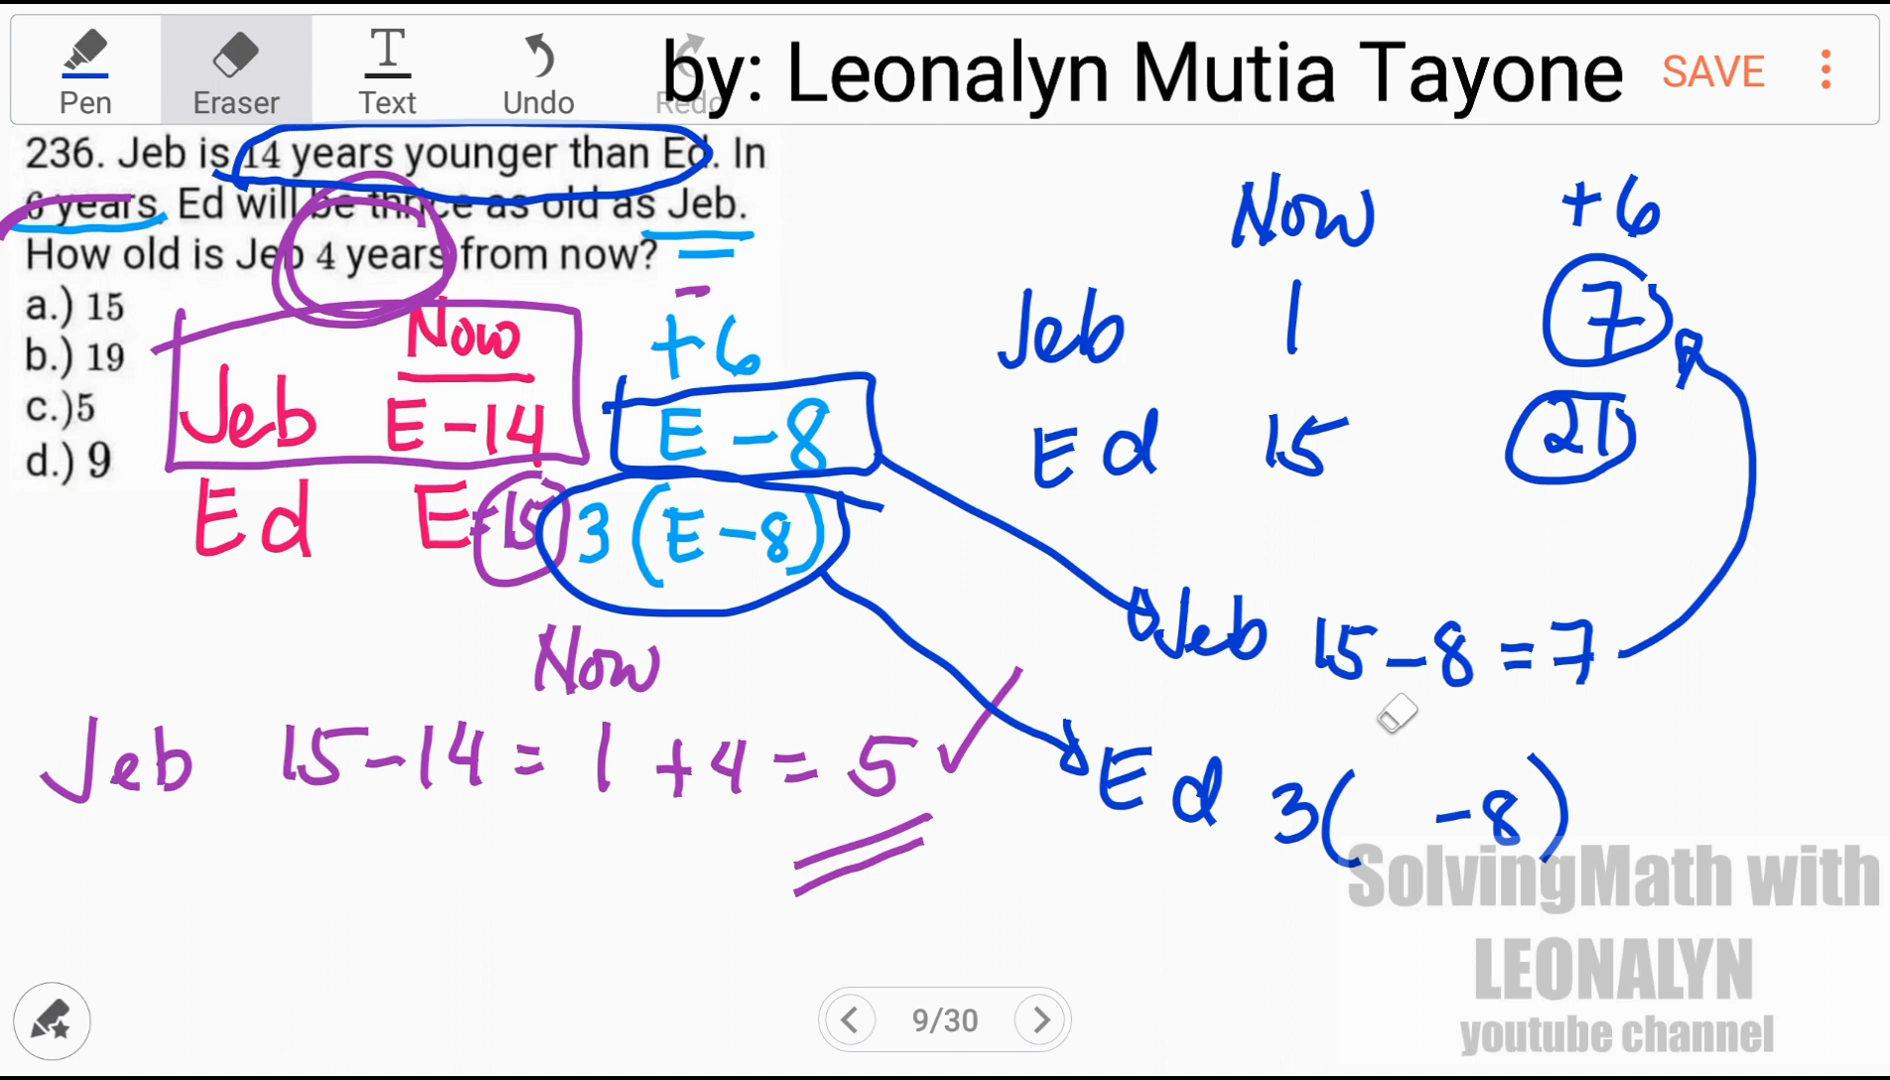 Pen
Eraser
Text
Undo
Redo
by: Leonalyn Mutia Tayone
SAVE
236. Jeb is 14 years younger than Ed. In
6 years, Ed will be thrice as old as Jeb.
How old is Jeb 4 years from now?
a.) 15
b.) 19
c.)5
d.) 9
Now
+6
Jeb E-14
E-8
Ed E=15
3(E-8)
Now
Jeb 15-14=1+4=5✓
Now +6
Jeb 1 7
Ed 15 21
Jeb 15-8=7
Ed 3( -8)
SolvingMath with
LEONALYN
youtube channel
9/30